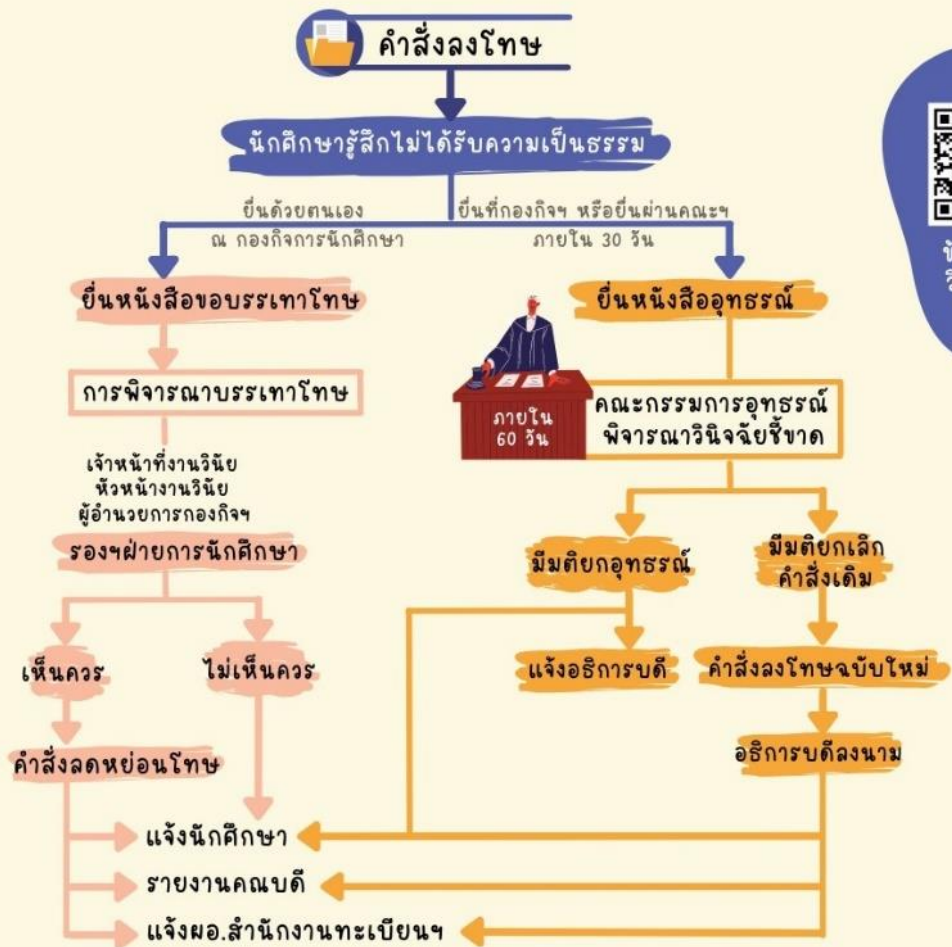 คำสั่งลงโทษ
นักศึกษารู้สึกไม่ได้รับความเป็นธรรม
ยื่นด้วยตนเอง
ณ กองกิจการนักศึกษา
ยื่นที่กองกิจฯ หรือยื่นผ่านคณะฯ
ภายใน 30 วัน
ยื่นหนังสือขอบรรเทาโทษ
ยื่นหนังสืออุทธรณ์
การพิจารณาบรรเทาโทษ
ภายใน
60 วัน
คณะกรรมการอุทธรณ์
พิจารณาวินิจฉัยชี้ขาด
เจ้าหน้าที่งานวินัย
หัวหน้างานวินัย
ผู้อำนวยการกองกิจฯ
รองฯฝ่ายการนักศึกษา
มีมติยกอุทธรณ์
มีมติยกเลิก
คำสั่งเดิม
เห็นควร
ไม่เห็นควร
แจ้งอธิการบดี
คำสั่งลงโทษฉบับใหม่
คำสั่งลดหย่อนโทษ
อธิการบดีลงนาม
แจ้งนักศึกษา
รายงานคณบดี
แจ้งผอ.สำนักงานทะเบียนฯ